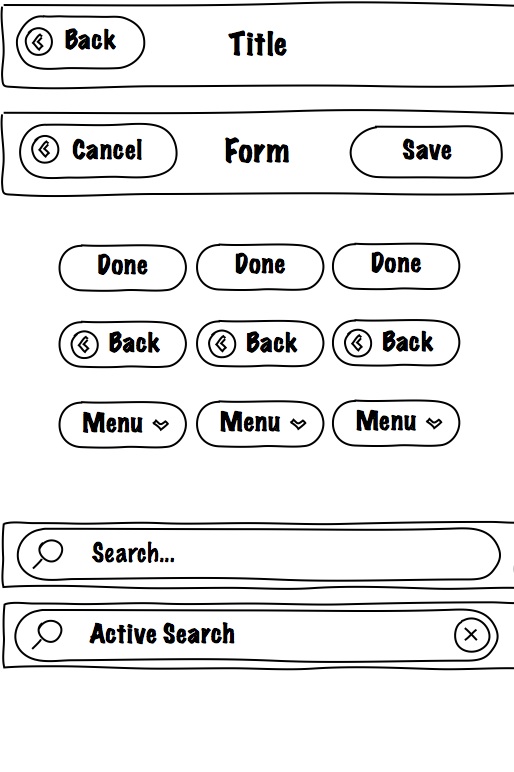 Back Title
Cancel Form Save
Done Done Done
Back Back Back
Menu Menu Menu
Search...
Active Search